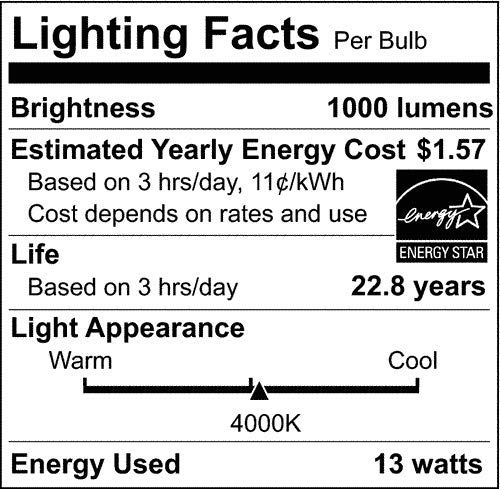 Lighting Facts Per Bulb
Brightness 1000 lumens
Estimated Yearly Energy Cost $1.57
Based on 3 hrs/day, 11¢/kWh
Cost depends on rates and use
energy
ENERGY STAR
Life
Based on 3 hrs/day 22.8 years
Light Appearance
Warm Cool
4000K
Energy Used 13 watts